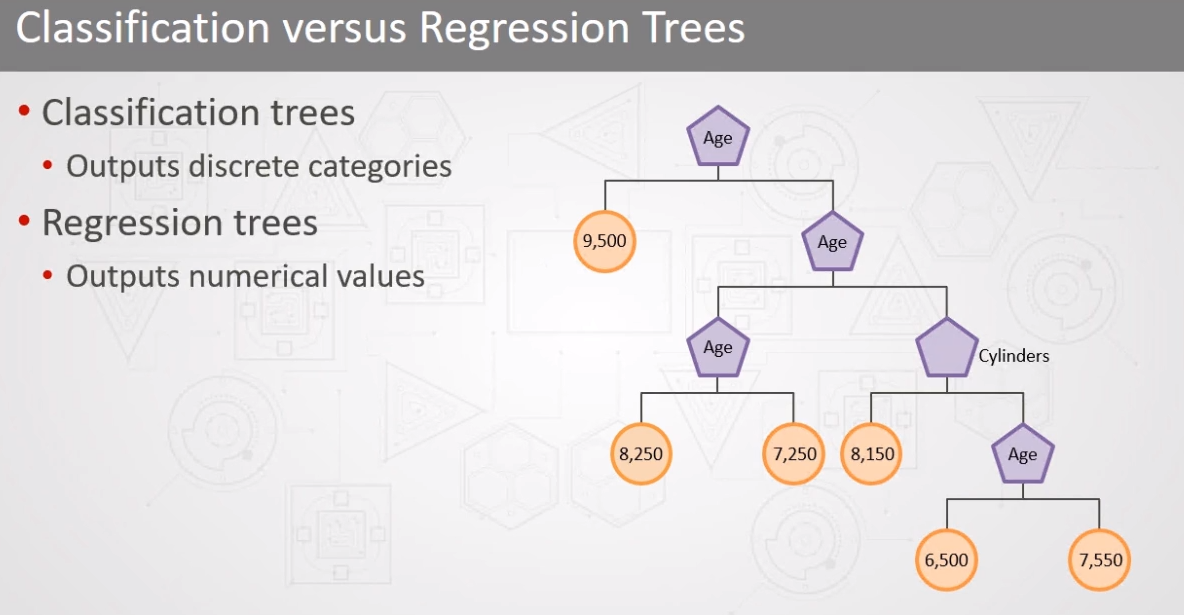 Classification versus Regression Trees
• Classification trees
• Outputs discrete categories
• Regression trees
• Outputs numerical values
Age
9,500
Age
Age
Cylinders
8,250
7,250
8,150
Age
6,500
7,550